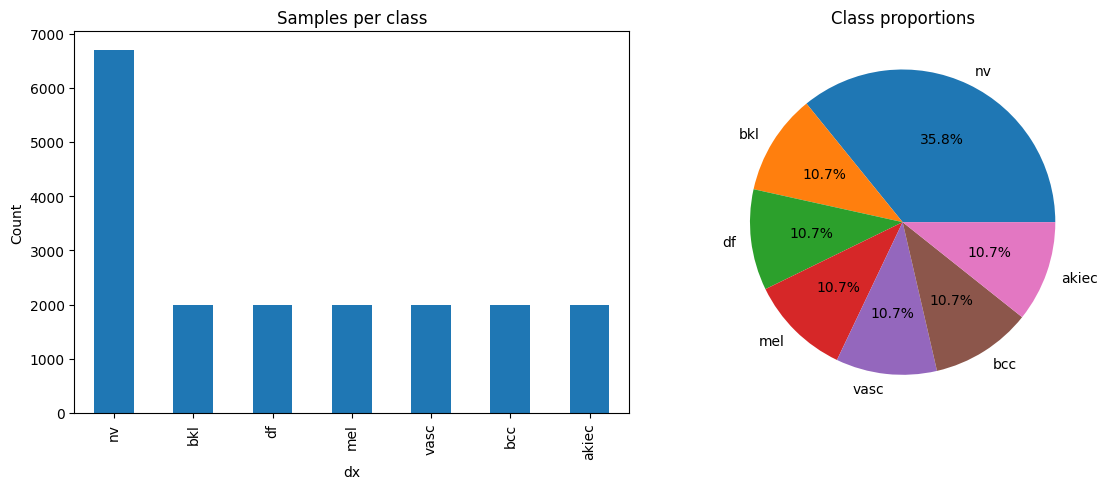 Samples per class
7000
6000
5000
4000
3000
2000
1000
0
Count
nv
bkl
df
mel
vasc
bcc
akiec
dx
Class proportions
nv
35.8%
bkl
10.7%
df
10.7%
mel
10.7%
vasc
10.7%
bcc
10.7%
akiec
10.7%